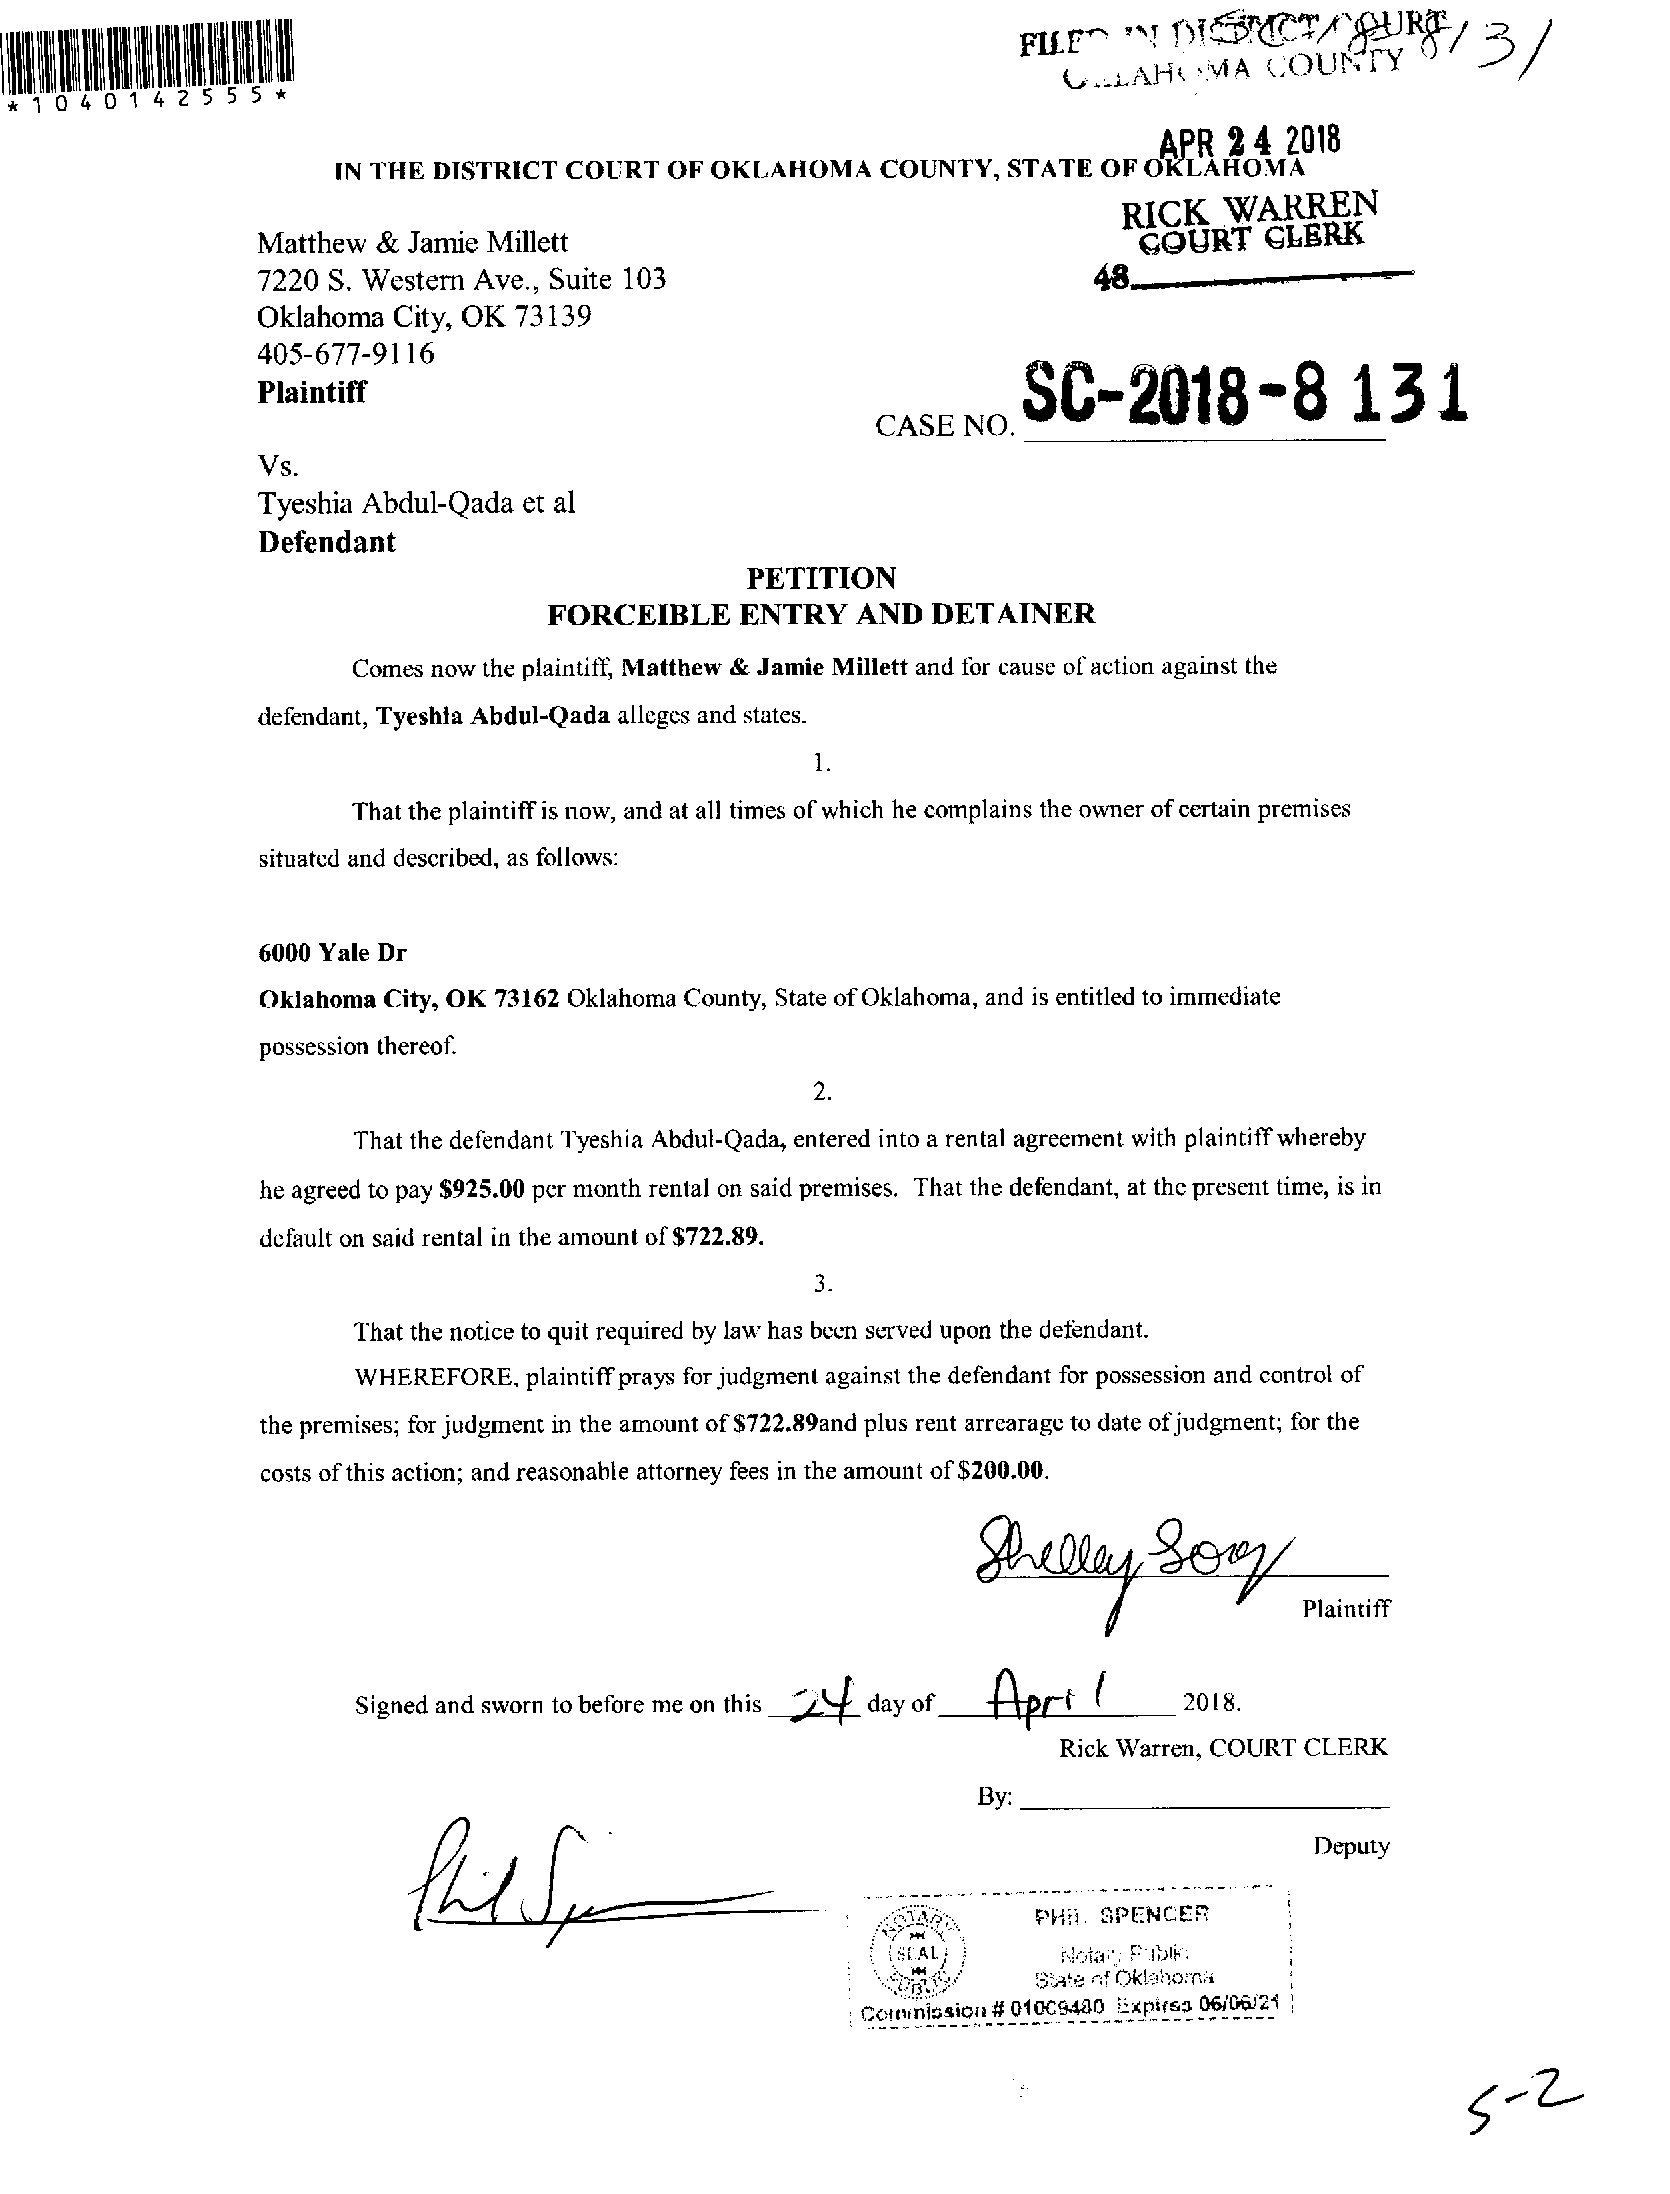 *1040142555*
FILED IN DISTRICT COURT
OKLAHOMA COUNTY
8131
APR 24 2018
IN THE DISTRICT COURT OF OKLAHOMA COUNTY, STATE OF OKLAHOMA
RICK WARREN
COURT CLERK
48
Matthew & Jamie Millett
7220 S. Western Ave., Suite 103
Oklahoma City, OK 73139
405-677-9116
Plaintiff
CASE NO. SC-2018-8131
Vs.
Tyeshia Abdul-Qada et al
Defendant
PETITION
FORCEIBLE ENTRY AND DETAINER
Comes now the plaintiff, Matthew & Jamie Millett and for cause of action against the
defendant, Tyeshia Abdul-Qada alleges and states.
1.
That the plaintiff is now, and at all times of which he complains the owner of certain premises
situated and described, as follows:
6000 Yale Dr
Oklahoma City, OK 73162 Oklahoma County, State of Oklahoma, and is entitled to immediate
possession thereof.
2.
That the defendant Tyeshia Abdul-Qada, entered into a rental agreement with plaintiff whereby
he agreed to pay $925.00 per month rental on said premises. That the defendant, at the present time, is in
default on said rental in the amount of $722.89.
3.
That the notice to quit required by law has been served upon the defendant.
WHEREFORE, plaintiff prays for judgment against the defendant for possession and control of
the premises; for judgment in the amount of $722.89and plus rent arrearage to date of judgment; for the
costs of this action; and reasonable attorney fees in the amount of $200.00.
Shelley
Plaintiff
Signed and sworn to before me on this 24 day of April 2018.
Rick Warren, COURT CLERK
By:
Deputy
Phil
NOTARY
SEAL
PUBLIC
PHIL SPENCER
Notary Public
State of Oklahoma
Commission # 01009480 Expires 06/06/21
5-2